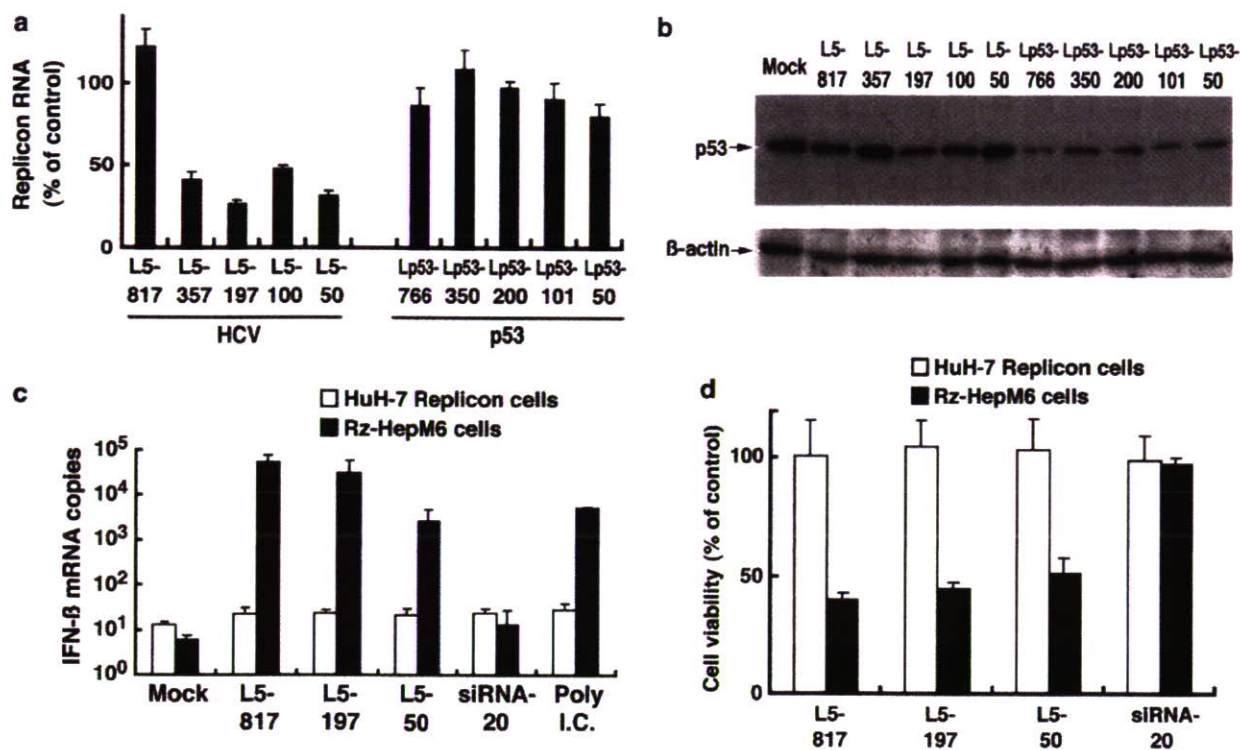 a
Replicon RNA
(% of control)
100
50
0
L5- L5- L5- L5- L5- Lp53- Lp53- Lp53- Lp53- Lp53-
817 357 197 100 50 766 350 200 101 50
HCV p53
b
Mock L5- L5- L5- L5- L5- Lp53- Lp53- Lp53- Lp53- Lp53-
817 357 197 100 50 766 350 200 101 50
p53
ß-actin
c
HuH-7 Replicon cells
Rz-HepM6 cells
IFN-ß mRNA copies
10⁵
10⁴
10³
10²
10¹
10⁰
Mock L5- L5- L5- siRNA- Poly
817 197 50 20 I.C.
d
HuH-7 Replicon cells
Rz-HepM6 cells
Cell viability (% of control)
100
50
0
L5- L5- L5- siRNA-
817 197 50 20